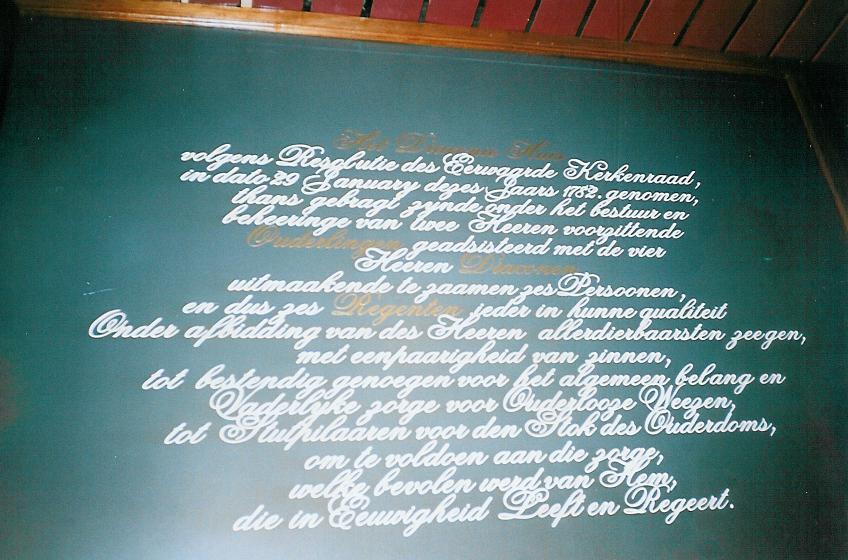 Het Diaconie Huis
volgens Resolutie des Eerwaarde Kerkenraad,
in dato 29 January dezes Jaars 1782. genomen,
thans gebragt zynde onder het bestuur en
beheeringe van twee Heeren voorzittende
Ouderlingen geadsisteerd met de vier
Heeren Diaconen
uitmaakende te zaamen zes Persoonen,
en dus zes Regenten jeder in hunne qualiteit
Onder afbidding van des Heeren allerdierbaarsten zeegen,
met eenpaarigheid van zinnen,
tot bestendig genoegen voor het algemeen belang en
Vaderlyke zorge voor Ouderlooze Weezen,
tot Stutpilaaren voor den Stok des Ouderdoms,
om te voldoen aan die zorge,
welke bevolen werd van Hem,
die in Eeuwigheid Leeft en Regeert.